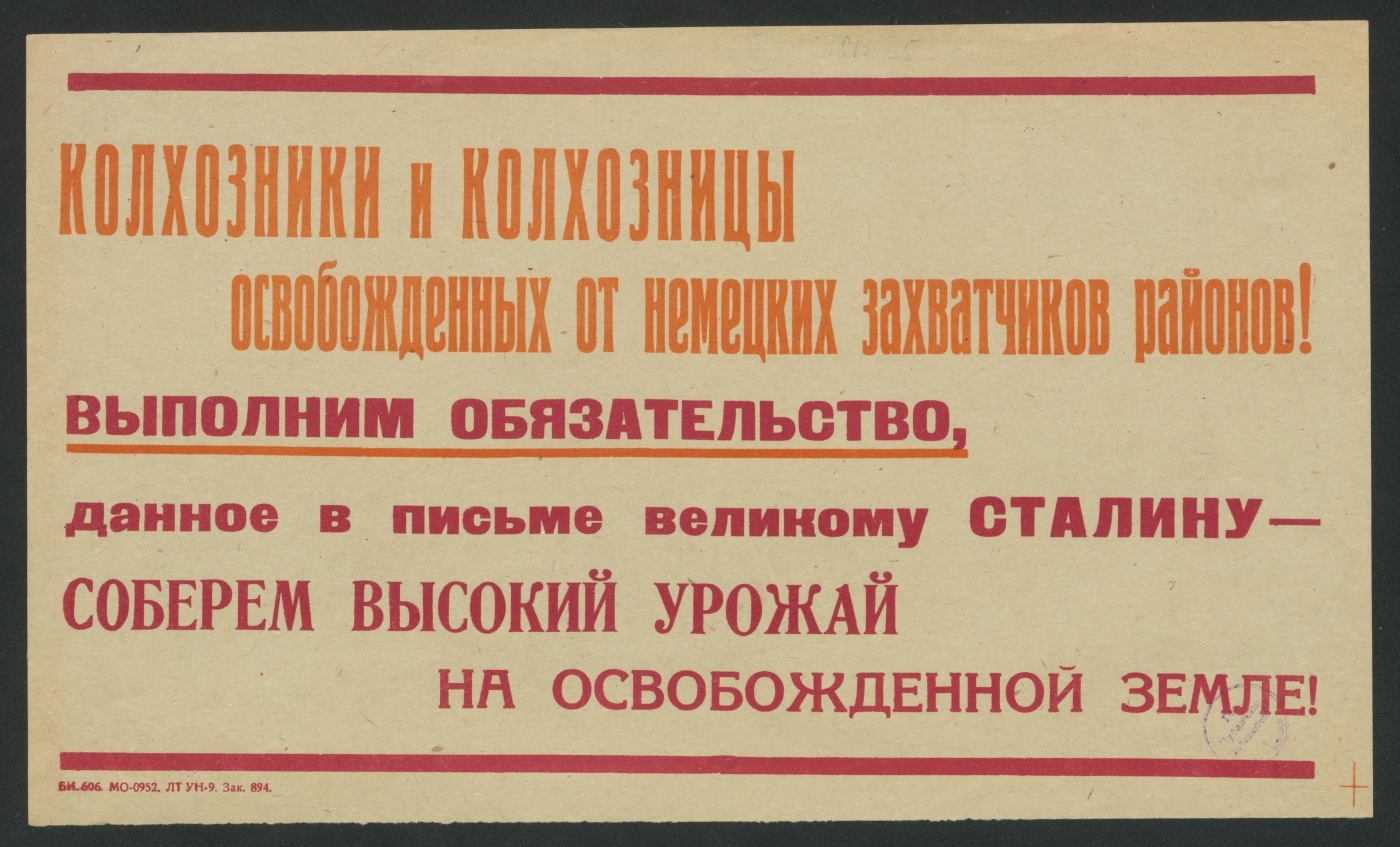 КОЛХОЗНИКИ и КОЛХОЗНИЦЫ
освобожденных от немецких захватчиков районов!
ВЫПОЛНИМ ОБЯЗАТЕЛЬСТВО,
данное в письме великому СТАЛИНУ—
СОБЕРЕМ ВЫСОКИЙ УРОЖАЙ
НА ОСВОБОЖДЕННОЙ ЗЕМЛЕ!
БИ.606. МО-0952. ЛТ УН-9. Зак. 894.